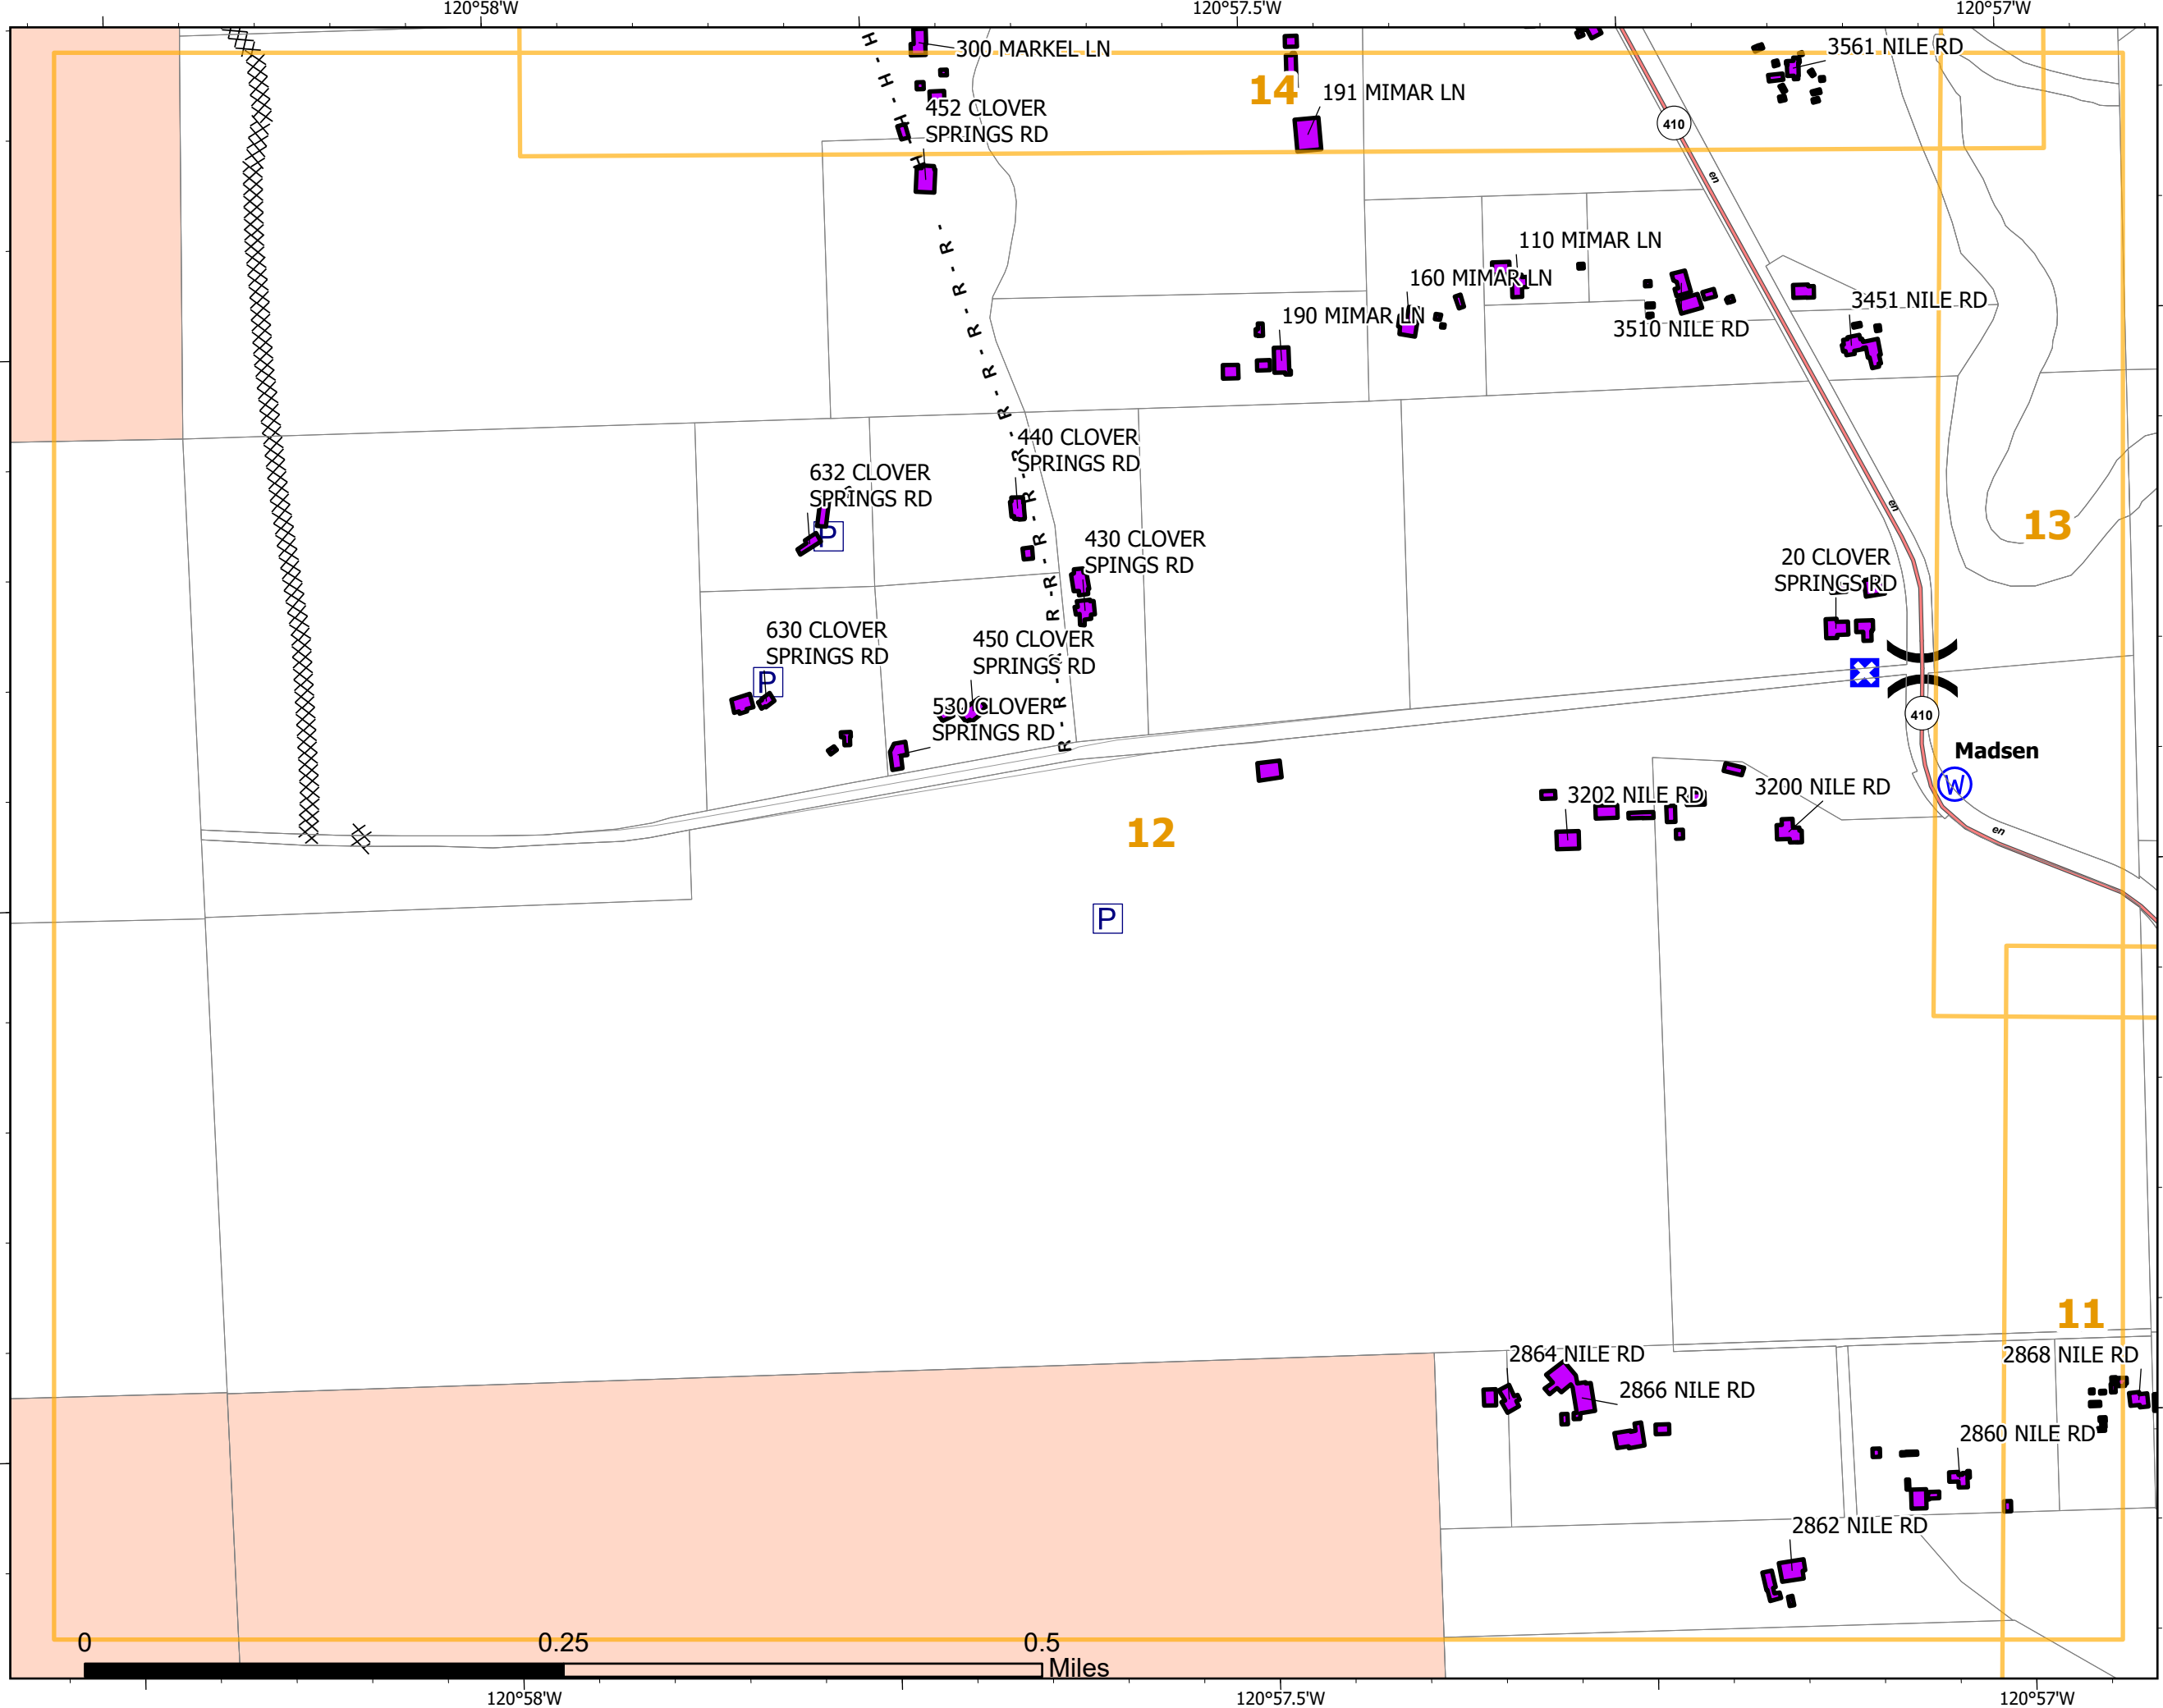 120°58'W
120°57.5'W
120°57'W
H - H - H - H
300 MARKEL LN
452 CLOVER
SPRINGS RD
14
191 MIMAR LN
410
en
3561 NILE RD
110 MIMAR LN
160 MIMAR LN
190 MIMAR LN
3510 NILE RD
3451 NILE RD
- R - R - R - R - R - R - R - R - R - R - R - R - R
440 CLOVER
SPRINGS RD
632 CLOVER
SPRINGS RD
P
en
13
430 CLOVER
SPINGS RD
20 CLOVER
SPRINGS RD
630 CLOVER
SPRINGS RD
P
450 CLOVER
SPRINGS RD
530 CLOVER
SPRINGS RD
410
Madsen
W
3202 NILE RD
3200 NILE RD
en
12
P
11
2864 NILE RD
2868 NILE RD
2866 NILE RD
2860 NILE RD
2862 NILE RD
0 0.25 0.5
Miles
120°58'W
120°57.5'W
120°57'W